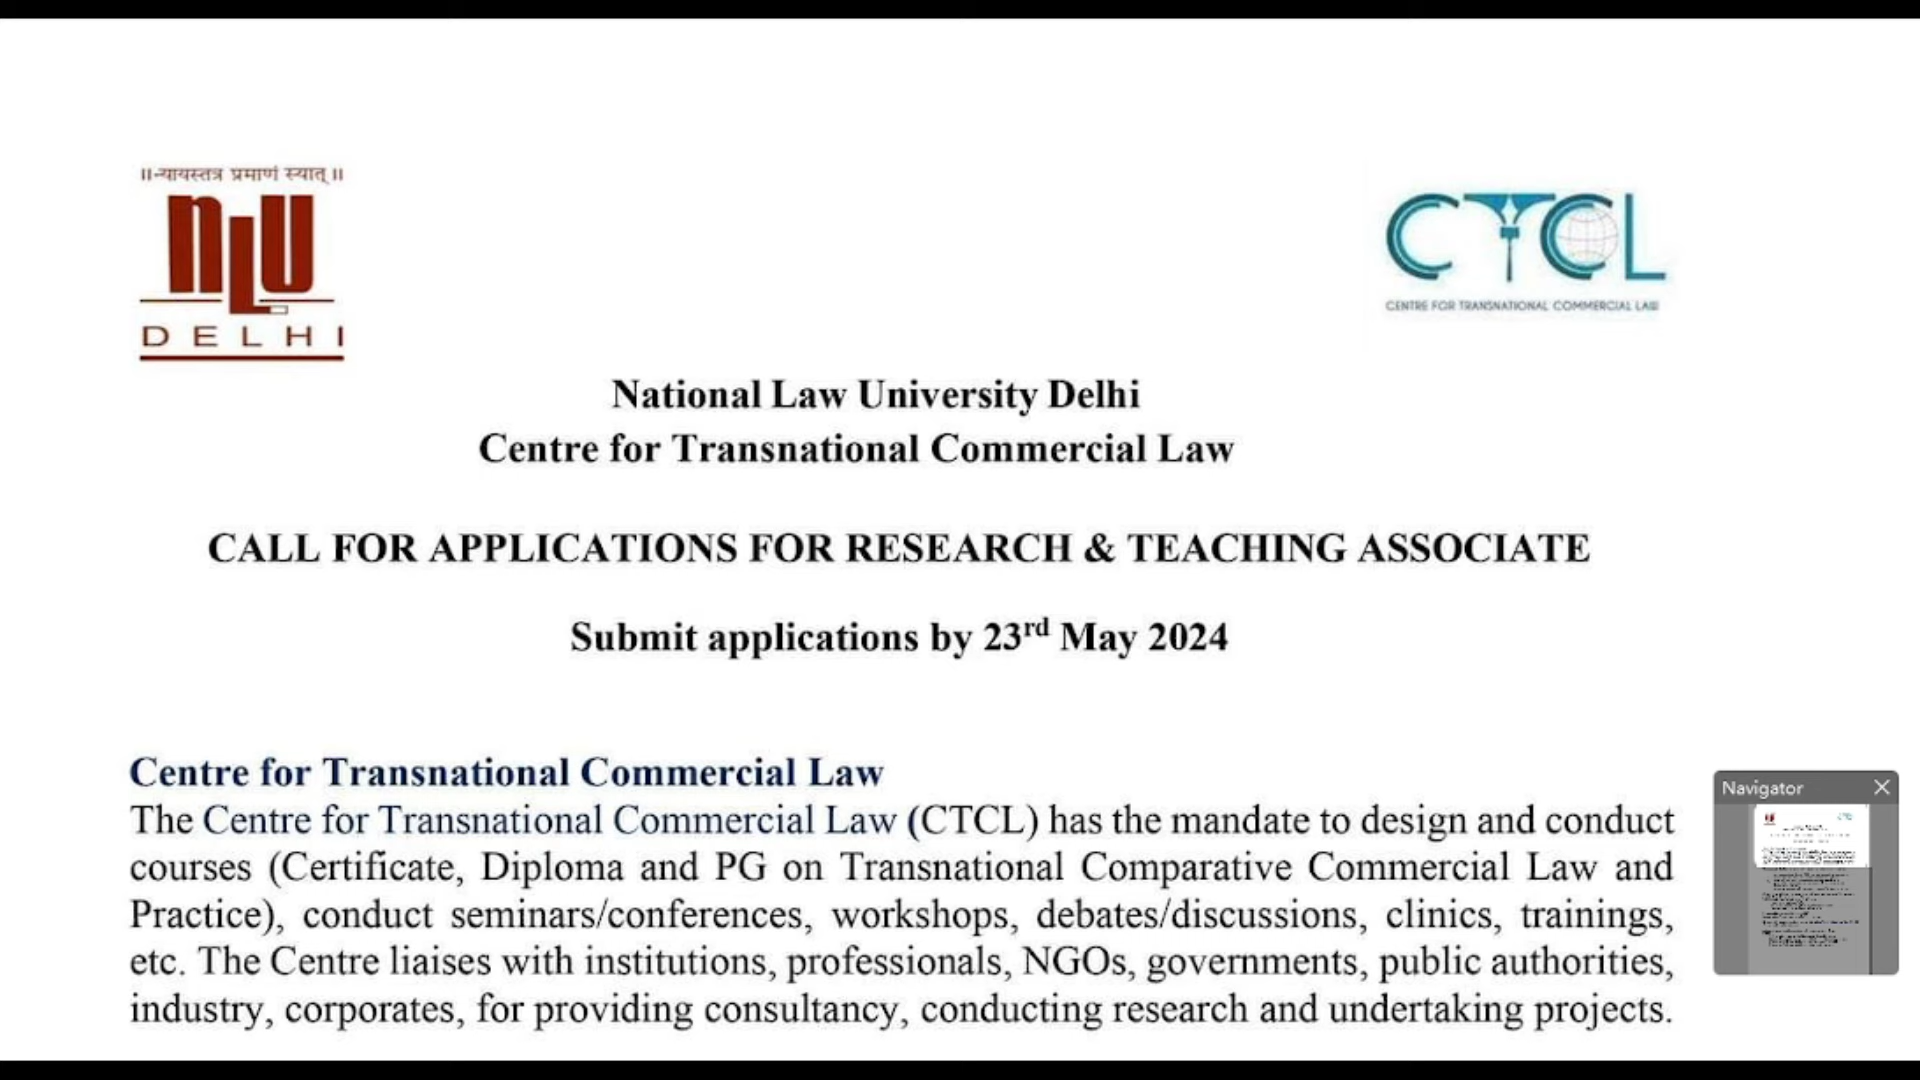 ॥न्यायस्तत्र प्रमाणं स्यात्॥
NLU
DELHI
CTCL
CENTRE FOR TRANSNATIONAL COMMERCIAL LAW
National Law University Delhi
Centre for Transnational Commercial Law
CALL FOR APPLICATIONS FOR RESEARCH & TEACHING ASSOCIATE
Submit applications by 23rd May 2024
Centre for Transnational Commercial Law
The Centre for Transnational Commercial Law (CTCL) has the mandate to design and conduct
courses (Certificate, Diploma and PG on Transnational Comparative Commercial Law and
Practice), conduct seminars/conferences, workshops, debates/discussions, clinics, trainings,
etc. The Centre liaises with institutions, professionals, NGOs, governments, public authorities,
industry, corporates, for providing consultancy, conducting research and undertaking projects.
Navigator